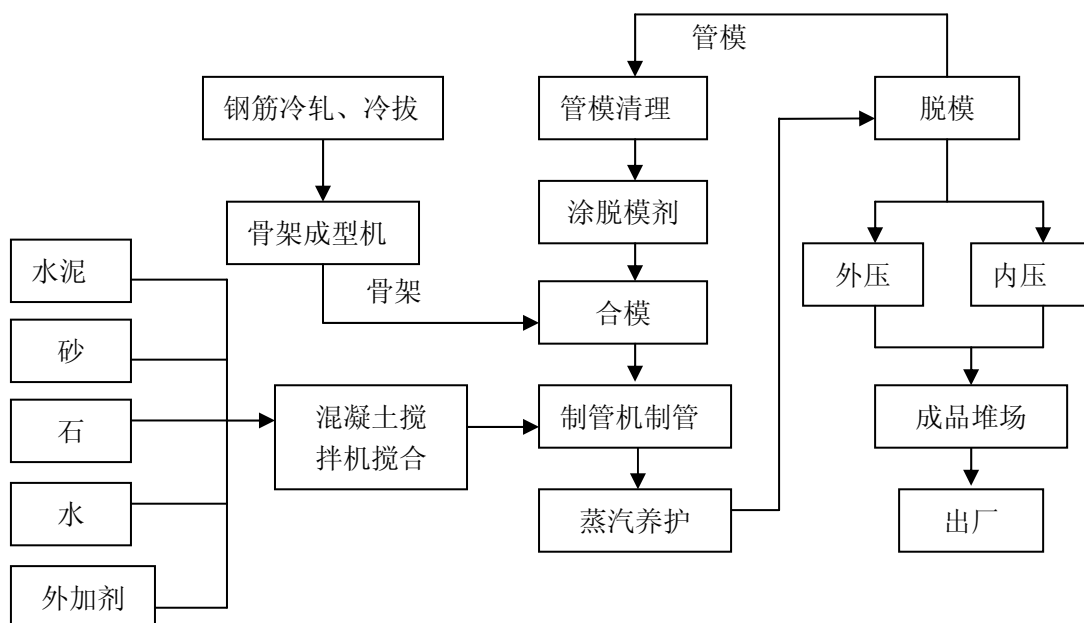 管模
钢筋冷轧、冷拔
管模清理
脱模
骨架成型机
涂脱模剂
水泥
骨架
外压
内压
合模
砂
石
混凝土搅
拌机搅合
制管机制管
成品堆场
水
蒸汽养护
出厂
外加剂